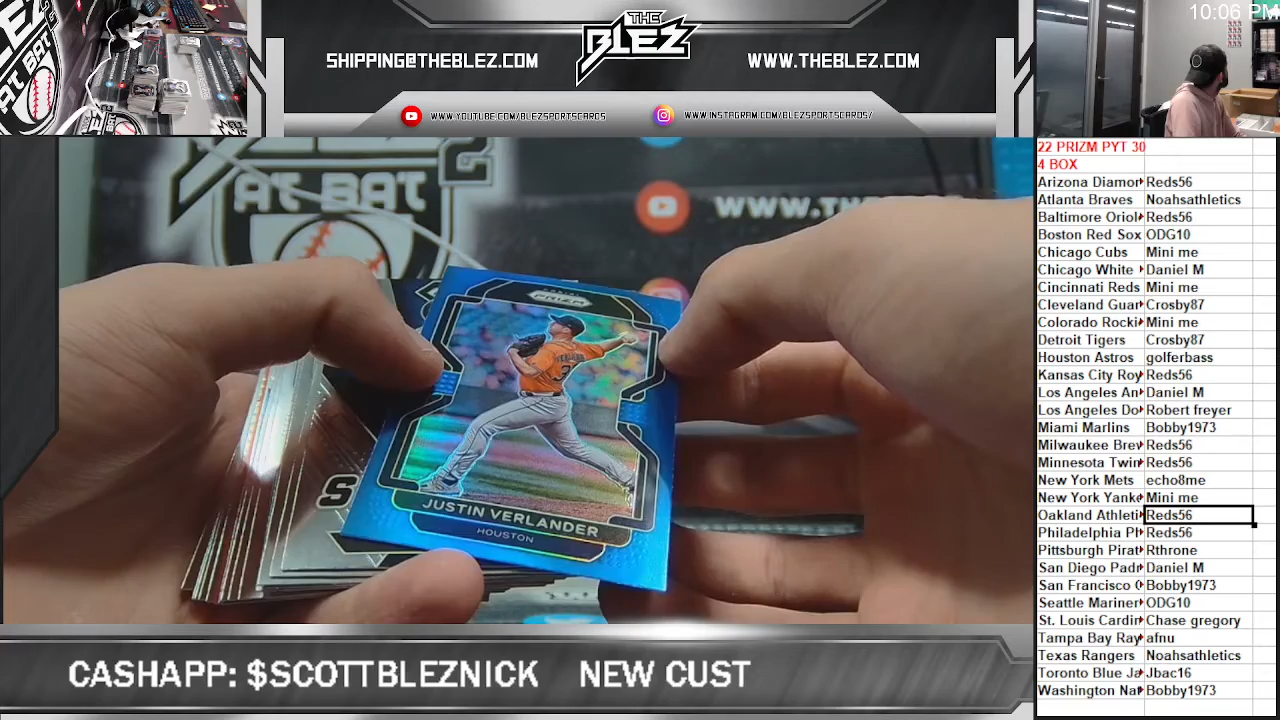 10:06 PM
THE
BLEZ
SHIPPING@THEBLEZ.COM
WWW.THEBLEZ.COM
WWW.YOUTUBE.COM/BLEZSPORTSCARDS
WWW.INSTAGRAM.COM/BLEZSPORTSCARDS/
AT BAT
WWW.TH
PRIZM
JUSTIN VERLANDER
HOUSTON
22 PRIZM PYT 30
4 BOX
Arizona Diamor Reds56
Atlanta Braves Noahsathletics
Baltimore Oriol Reds56
Boston Red Sox ODG10
Chicago Cubs Mini me
Chicago White Daniel M
Cincinnati Reds Mini me
Cleveland Guar Crosby87
Colorado Rocki Mini me
Detroit Tigers Crosby87
Houston Astros golferbass
Kansas City Roy Reds56
Los Angeles An Daniel M
Los Angeles Do Robert freyer
Miami Marlins Bobby1973
Milwaukee Brev Reds56
Minnesota Twin Reds56
New York Mets echo8me
New York Yanke Mini me
Oakland Athleti Reds56
Philadelphia Pl Reds56
Pittsburgh Pirat Rthrone
San Diego Padr Daniel M
San Francisco G Bobby1973
Seattle Mariner ODG10
St. Louis Cardin Chase gregory
Tampa Bay Ray afnu
Texas Rangers Noahsathletics
Toronto Blue Ja Jbac16
Washington Nat Bobby1973
CASHAPP: $SCOTTBLEZNICK NEW CUST